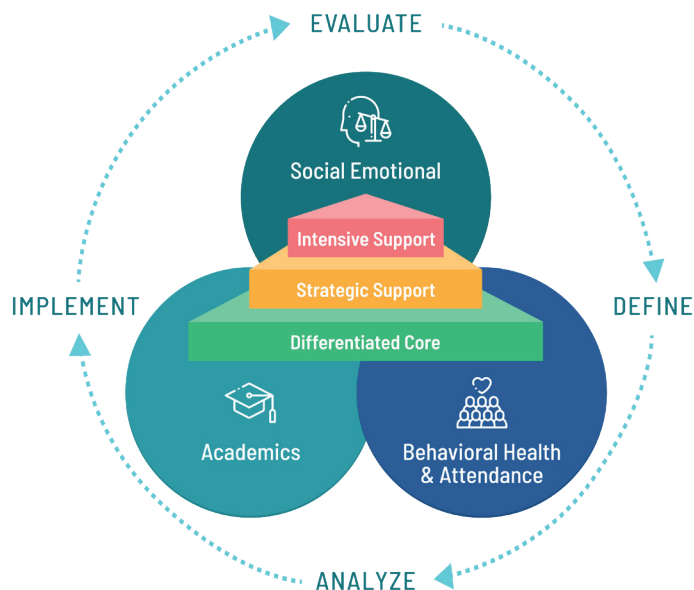 EVALUATE
Social Emotional
Intensive Support
Strategic Support
IMPLEMENT
DEFINE
Differentiated Core
Academics
Behavioral Health
& Attendance
ANALYZE